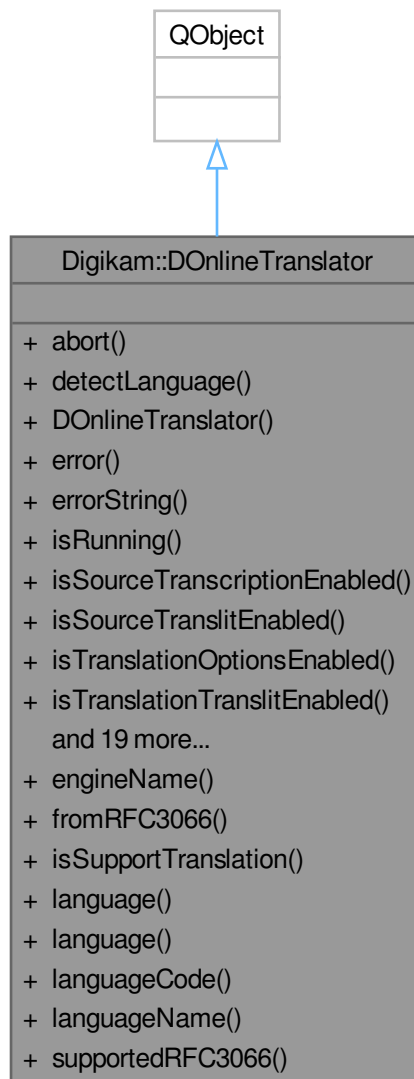 QObject
Digikam::DOnlineTranslator
+ abort()
+ detectLanguage()
+ DOnlineTranslator()
+ error()
+ errorString()
+ isRunning()
+ isSourceTranscriptionEnabled()
+ isSourceTranslitEnabled()
+ isTranslationOptionsEnabled()
+ isTranslationTranslitEnabled()
and 19 more...
+ engineName()
+ fromRFC3066()
+ isSupportTranslation()
+ language()
+ language()
+ languageCode()
+ languageName()
+ supportedRFC3066()